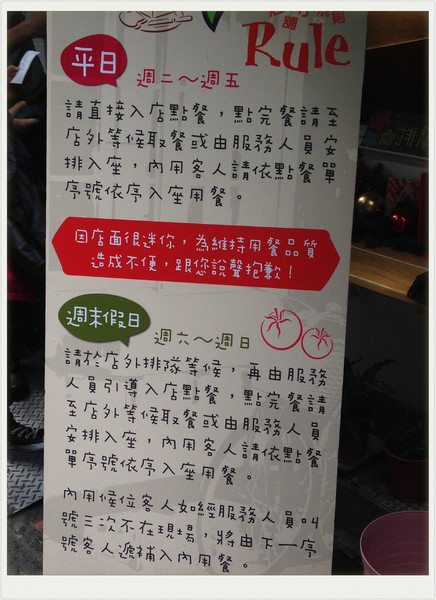 舖
Rule
平日
週二～週五
請直接入店點餐，點完餐請至
店外等候取餐或由服務人員安
排入座，內用客人請依點餐單
序號依序入座用餐。
因店面很迷你，為維持用餐品質
造成不便，跟您說聲抱歉！
週末假日
週六～週日
請於店外排隊等候，再由服務
人員引導入店點餐，點完餐請
至店外等候取餐或由服務人員
安排入座，內用客人請依點餐
單序號依序入座用餐。
內用候位客人如經服務人員叫
號三次不在現場，將由下一序
號客人遞補入內用餐。